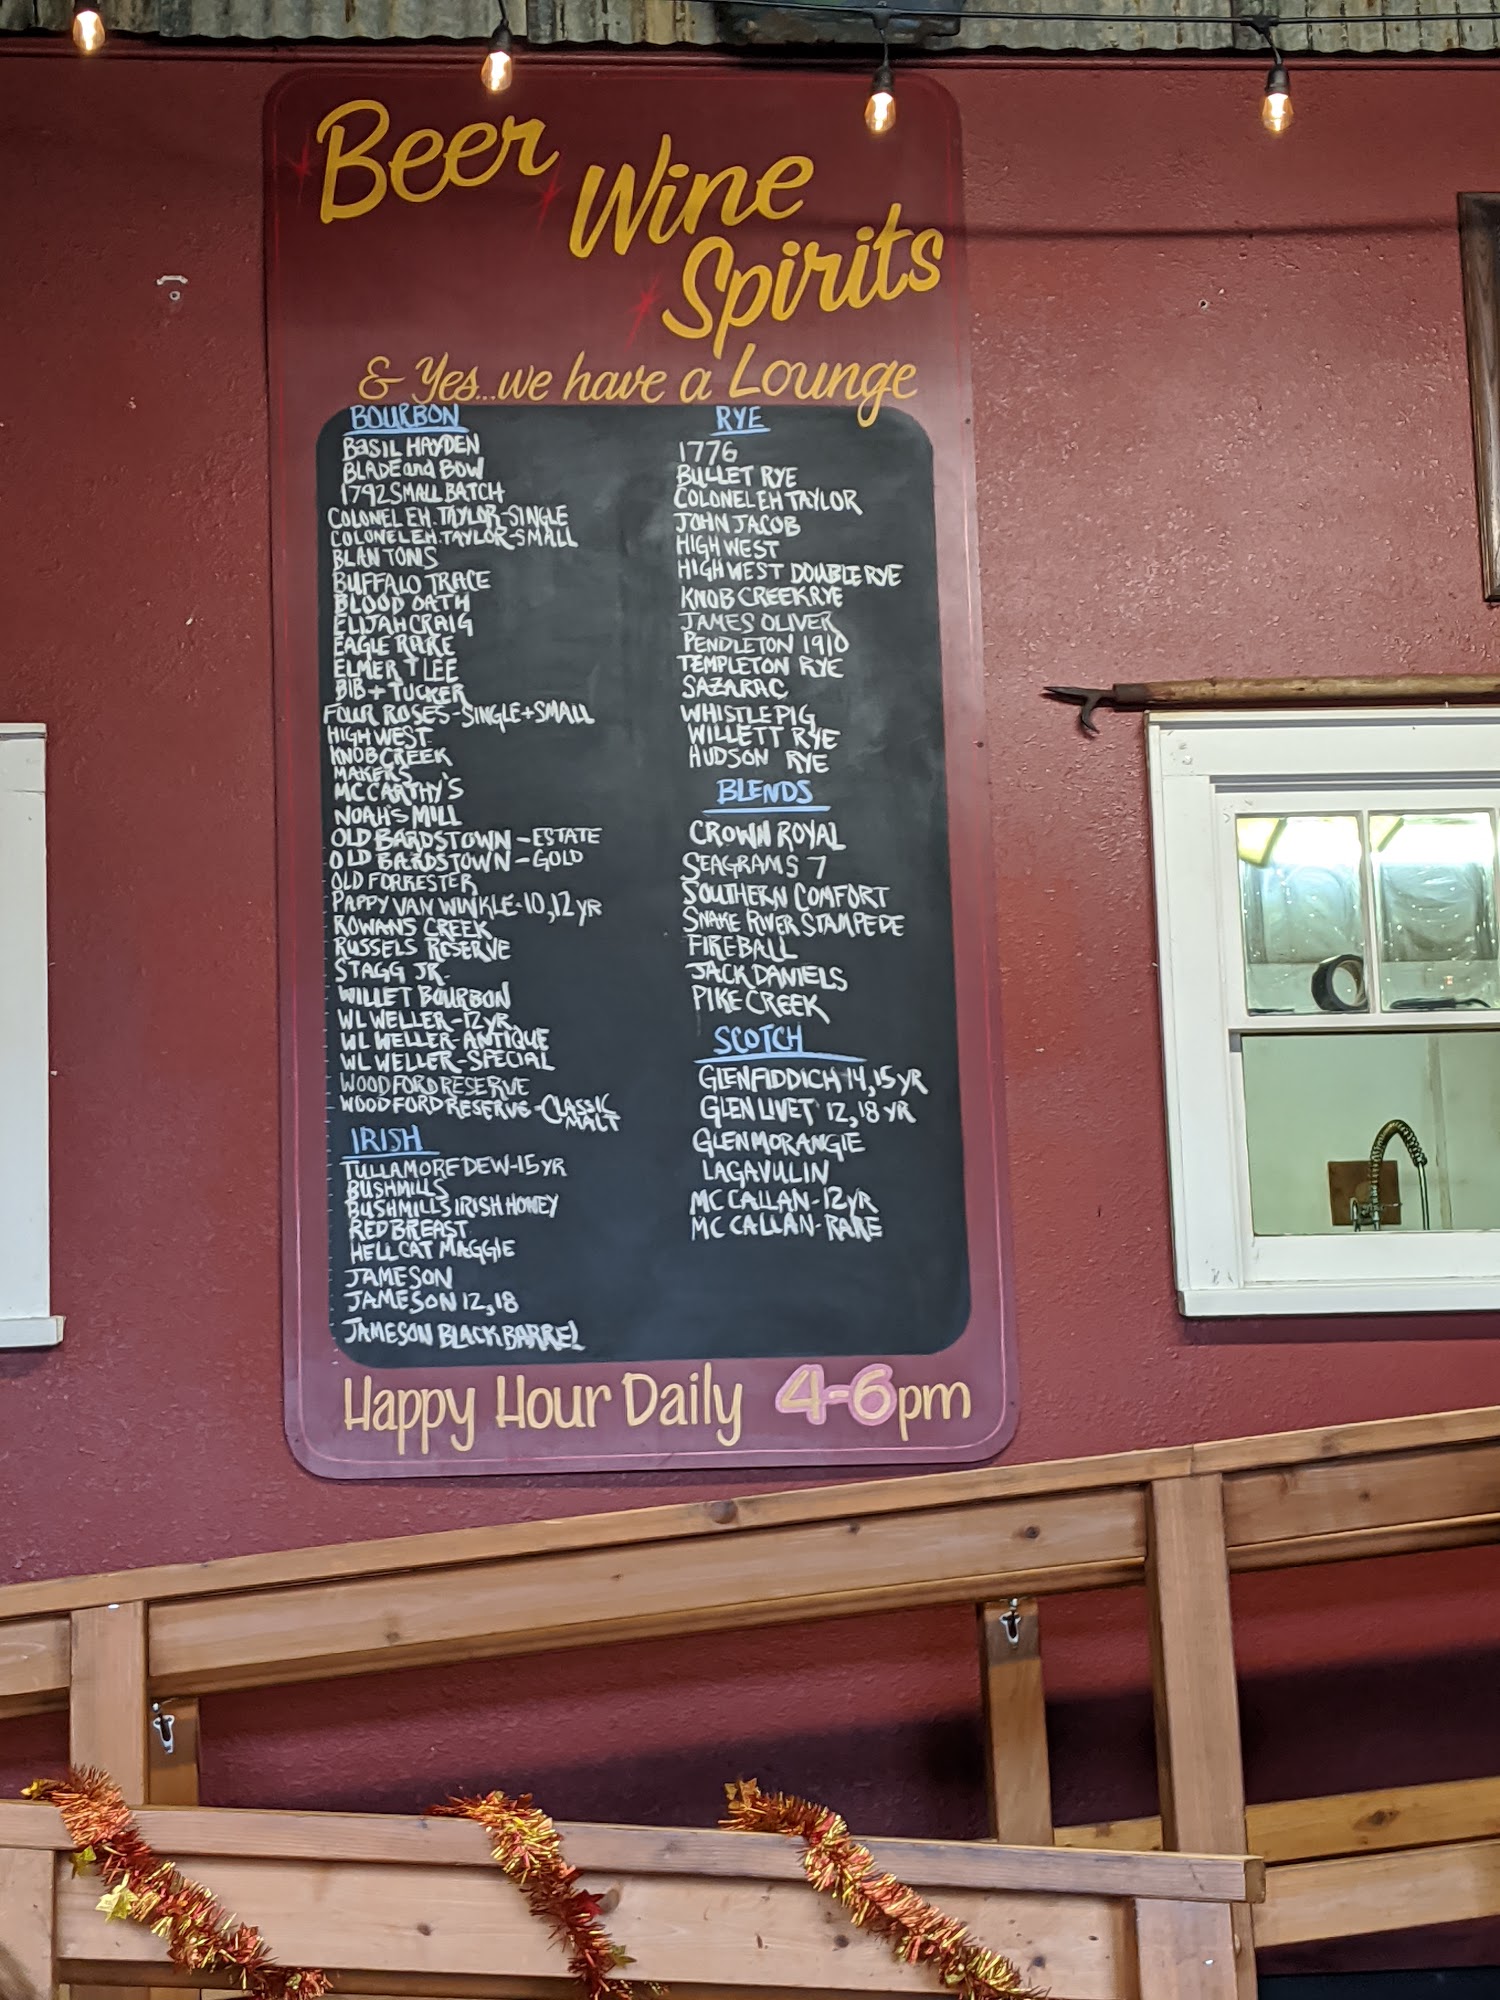 Beer
Wine
Spirits
& Yes...we have a Lounge
BOURBON
BASIL HAYDEN
BLADE and BOW
1792 SMALL BATCH
COLONEL E.H. TAYLOR-SINGLE
COLONEL E.H. TAYLOR-SMALL
BLANTONS
BUFFALO TRACE
BLOOD OATH
ELIJAH CRAIG
EAGLE RARE
ELMER T LEE
BIB + TUCKER
FOUR ROSES-SINGLE+SMALL
HIGH WEST
KNOB CREEK
MAKERS
MCCARTHY'S
NOAH'S MILL
OLD BARDSTOWN - ESTATE
OLD BARDSTOWN - GOLD
OLD FORRESTER
PAPPY VAN WINKLE-10,12 YR
ROWANS CREEK
RUSSELS RESERVE
STAGG JR.
WILLET BOURBON
WL WELLER-12 YR
WL WELLER-ANTIQUE
WL WELLER-SPECIAL
WOODFORD RESERVE
WOODFORD RESERVE-CLASSIC
MALT
IRISH
TULLAMORE DEW-15 YR
BUSHMILLS
BUSHMILLS IRISH HONEY
RED BREAST
HELLCAT MAGGIE
JAMESON
JAMESON 12,18
JAMESON BLACK BARREL
RYE
1776
BULLET RYE
COLONEL EH TAYLOR
JOHN JACOB
HIGH WEST
HIGH WEST DOUBLE RYE
KNOB CREEK RYE
JAMES OLIVER
PENDLETON 1910
TEMPLETON RYE
SAZARAC
WHISTLEPIG
WILLETT RYE
HUDSON RYE
BLENDS
CROWN ROYAL
SEAGRAMS 7
SOUTHERN COMFORT
SNAKE RIVER STAMPEDE
FIREBALL
JACK DANIELS
PIKE CREEK
SCOTCH
GLENFIDDICH 14,15 YR
GLENLIVET 12,18 YR
GLENMORANGIE
LAGAVULIN
MC CALLAN-12 YR
MC CALLAN-RARE
Happy Hour Daily 4-6pm